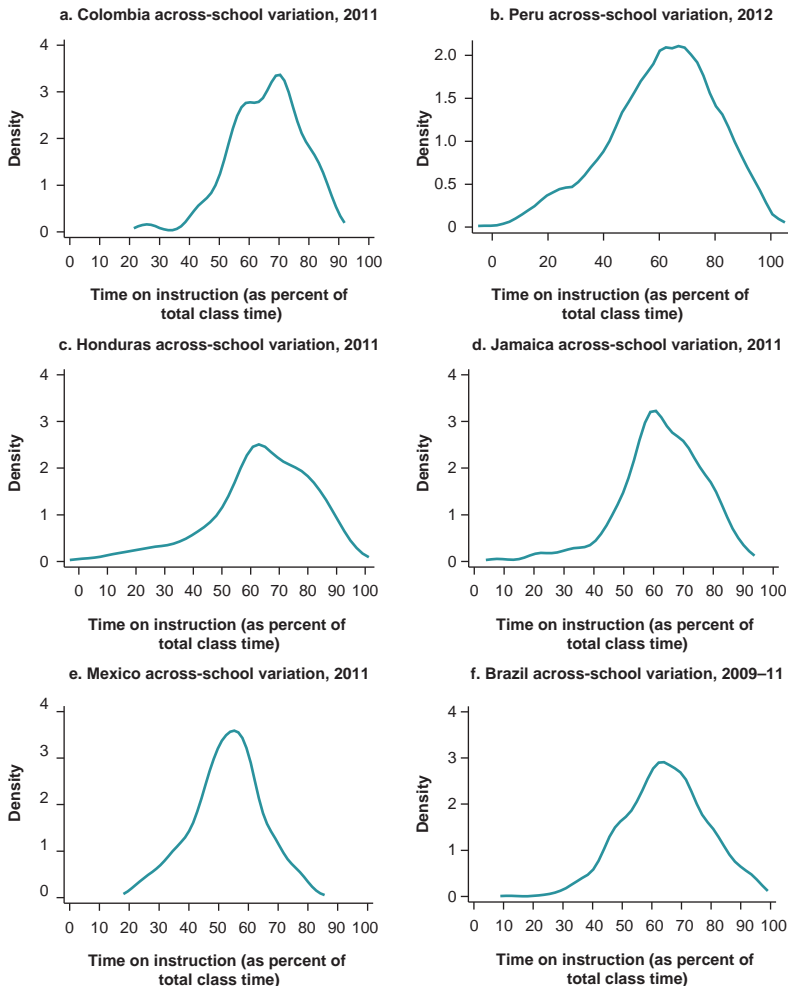 a. Colombia across-school variation, 2011
4
3
2
1
0
Density
0 10 20 30 40 50 60 70 80 90 100
Time on instruction (as percent of
total class time)
b. Peru across-school variation, 2012
2.0
1.5
1.0
0.5
0
Density
0 20 40 60 80 100
Time on instruction (as percent of
total class time)
c. Honduras across-school variation, 2011
4
3
2
1
0
Density
0 10 20 30 40 50 60 70 80 90 100
Time on instruction (as percent of
total class time)
d. Jamaica across-school variation, 2011
4
3
2
1
0
Density
0 10 20 30 40 50 60 70 80 90 100
Time on instruction (as percent of
total class time)
e. Mexico across-school variation, 2011
4
3
2
1
0
Density
0 10 20 30 40 50 60 70 80 90 100
Time on instruction (as percent of
total class time)
f. Brazil across-school variation, 2009–11
4
3
2
1
0
Density
0 10 20 30 40 50 60 70 80 90 100
Time on instruction (as percent of
total class time)